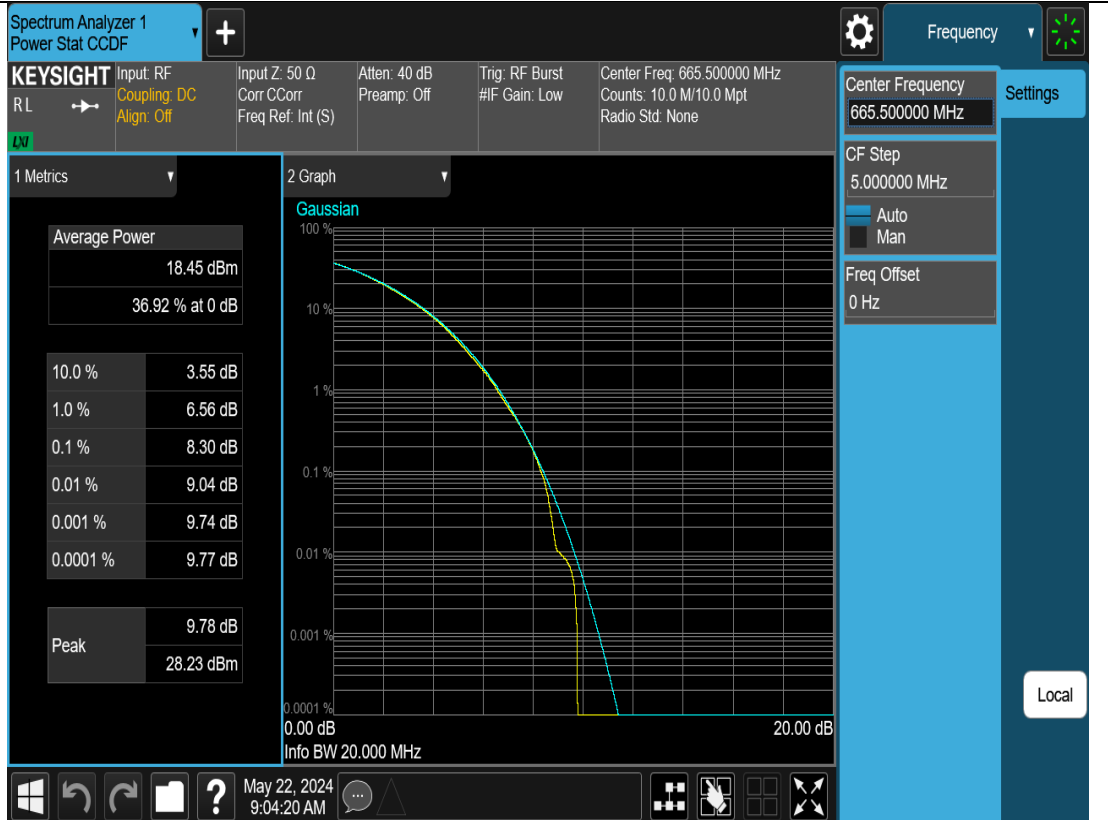 Spectrum Analyzer 1
Power Stat CCDF
+
Frequency
KEYSIGHT
R L
LXI
Input: RF
Coupling: DC
Align: Off
Input Z: 50 Ω
Corr CCorr
Freq Ref: Int (S)
Atten: 40 dB
Preamp: Off
Trig: RF Burst
#IF Gain: Low
Center Freq: 665.500000 MHz
Counts: 10.0 M/10.0 Mpt
Radio Std: None
Center Frequency
665.500000 MHz
Settings
CF Step
5.000000 MHz
Auto
Man
Freq Offset
0 Hz
Local
1 Metrics
Average Power
18.45 dBm
36.92 % at 0 dB
10.0 % 3.55 dB
1.0 % 6.56 dB
0.1 % 8.30 dB
0.01 % 9.04 dB
0.001 % 9.74 dB
0.0001 % 9.77 dB
Peak 9.78 dB
28.23 dBm
2 Graph
Gaussian
100 %
10 %
1 %
0.1 %
0.01 %
0.001 %
0.0001 %
0.00 dB 20.00 dB
Info BW 20.000 MHz
?
May 22, 2024
9:04:20 AM